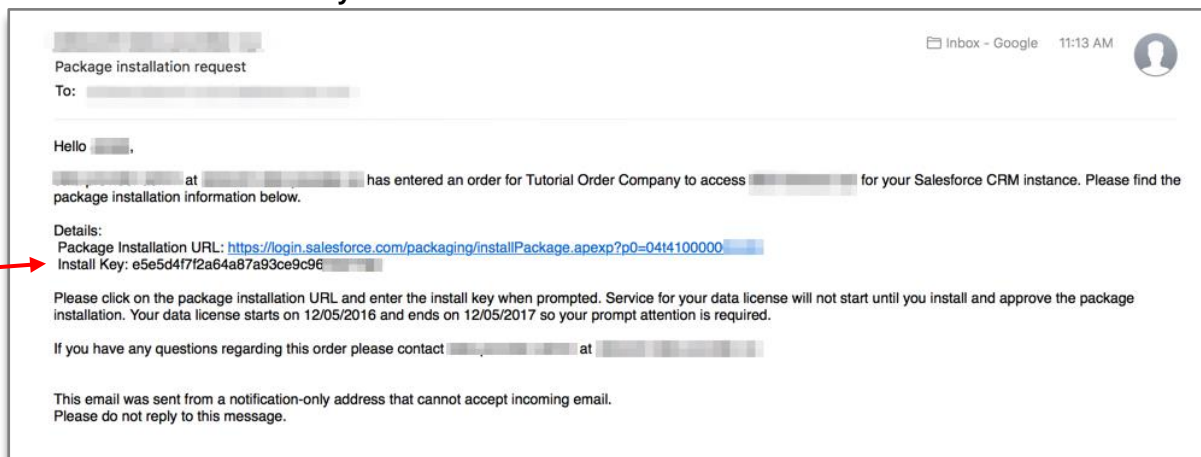 Inbox - Google 11:13 AM
Package installation request
To:
Hello ,
at has entered an order for Tutorial Order Company to access for your Salesforce CRM instance. Please find the
package installation information below.
Details:
Package Installation URL: https://login.salesforce.com/packaging/installPackage.apexp?p0=04t4100000
Install Key: e5e5d4f7f2a64a87a93ce9c96
Please click on the package installation URL and enter the install key when prompted. Service for your data license will not start until you install and approve the package
installation. Your data license starts on 12/05/2016 and ends on 12/05/2017 so your prompt attention is required.
If you have any questions regarding this order please contact at
This email was sent from a notification-only address that cannot accept incoming email.
Please do not reply to this message.